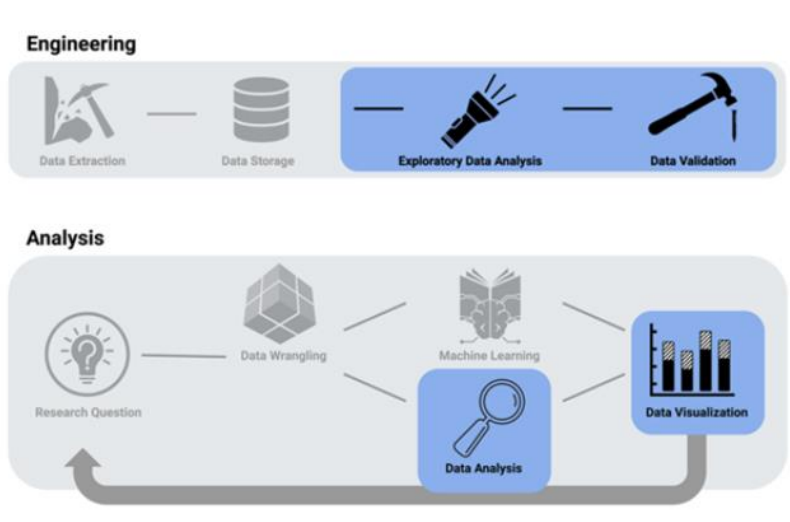 Engineering
Data Extraction
Data Storage
Exploratory Data Analysis
Data Validation
Analysis
Research Question
Data Wrangling
Machine Learning
Data Analysis
Data Visualization